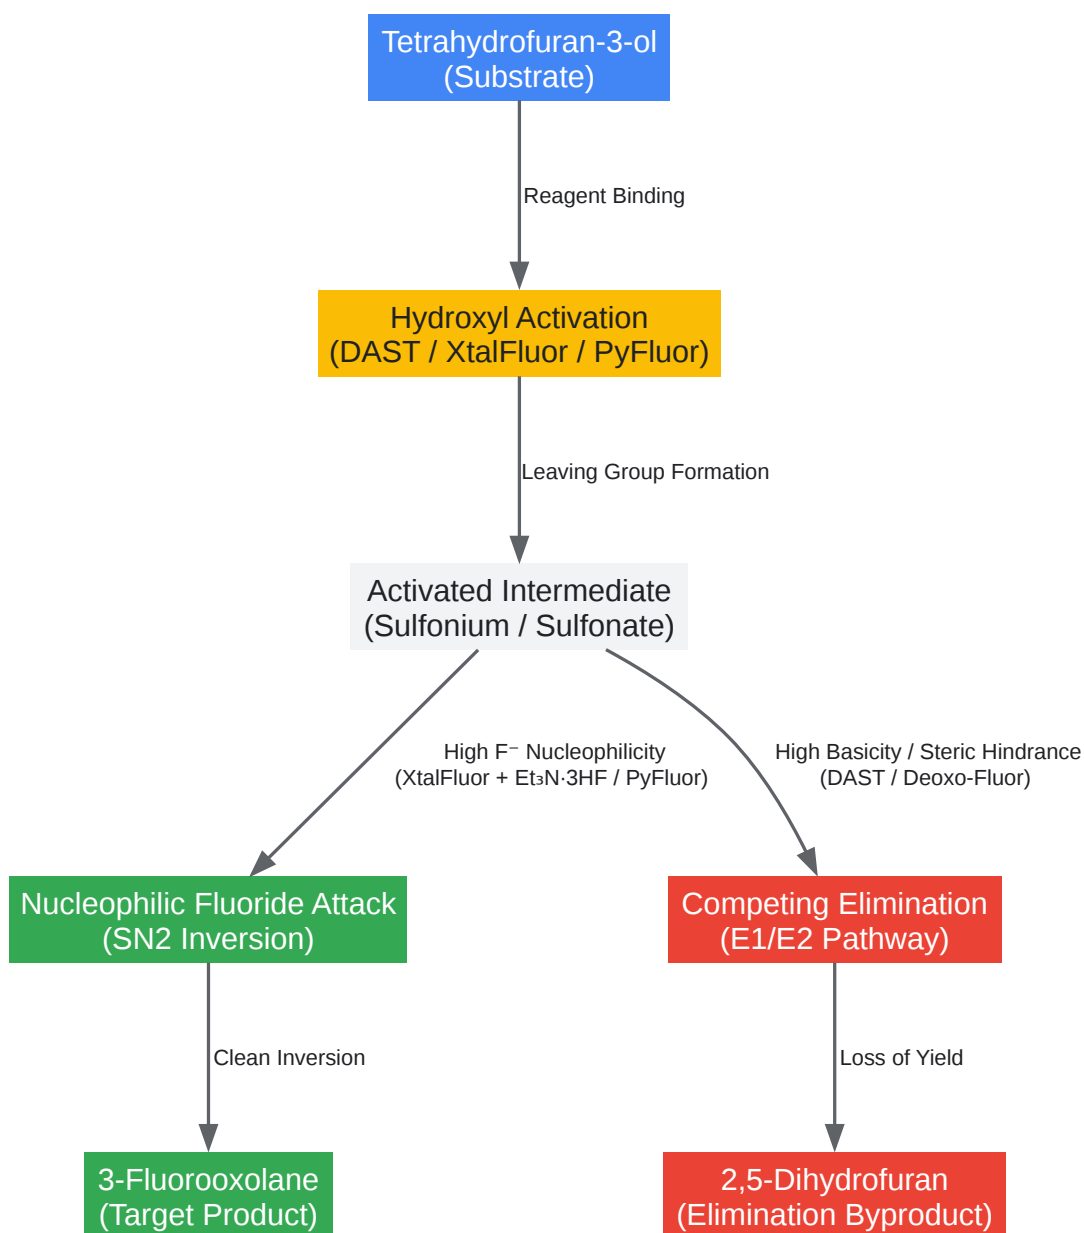 Tetrahydrofuran-3-ol
(Substrate)
Reagent Binding
Hydroxyl Activation
(DAST / XtalFluor / PyFluor)
Leaving Group Formation
Activated Intermediate
(Sulfonium / Sulfonate)
High F⁻ Nucleophilicity
(XtalFluor + Et₃N·3HF / PyFluor)
High Basicity / Steric Hindrance
(DAST / Deoxo-Fluor)
Nucleophilic Fluoride Attack
(SN2 Inversion)
Competing Elimination
(E1/E2 Pathway)
Clean Inversion
Loss of Yield
3-Fluorooxolane
(Target Product)
2,5-Dihydrofuran
(Elimination Byproduct)